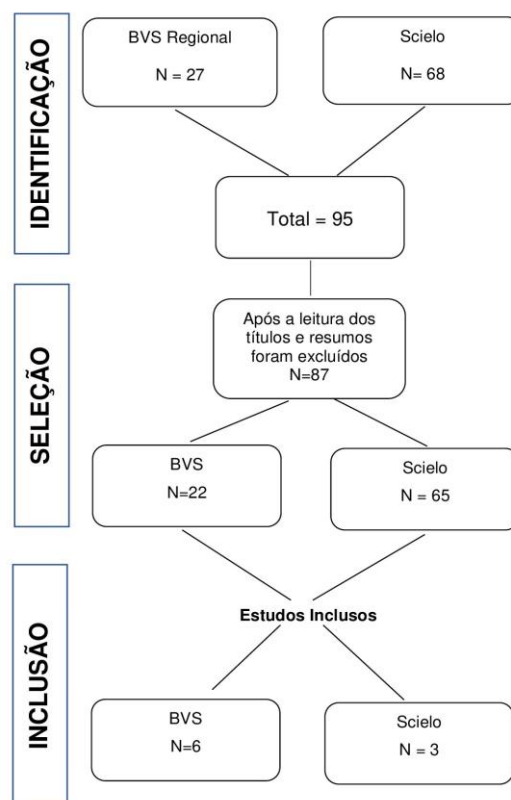 IDENTIFICAÇÃO
BVS Regional
N = 27
Scielo
N= 68
Total = 95
SELEÇÃO
Após a leitura dos
títulos e resumos
foram excluídos
N=87
BVS
N=22
Scielo
N = 65
INCLUSÃO
Estudos Inclusos
BVS
N=6
Scielo
N = 3